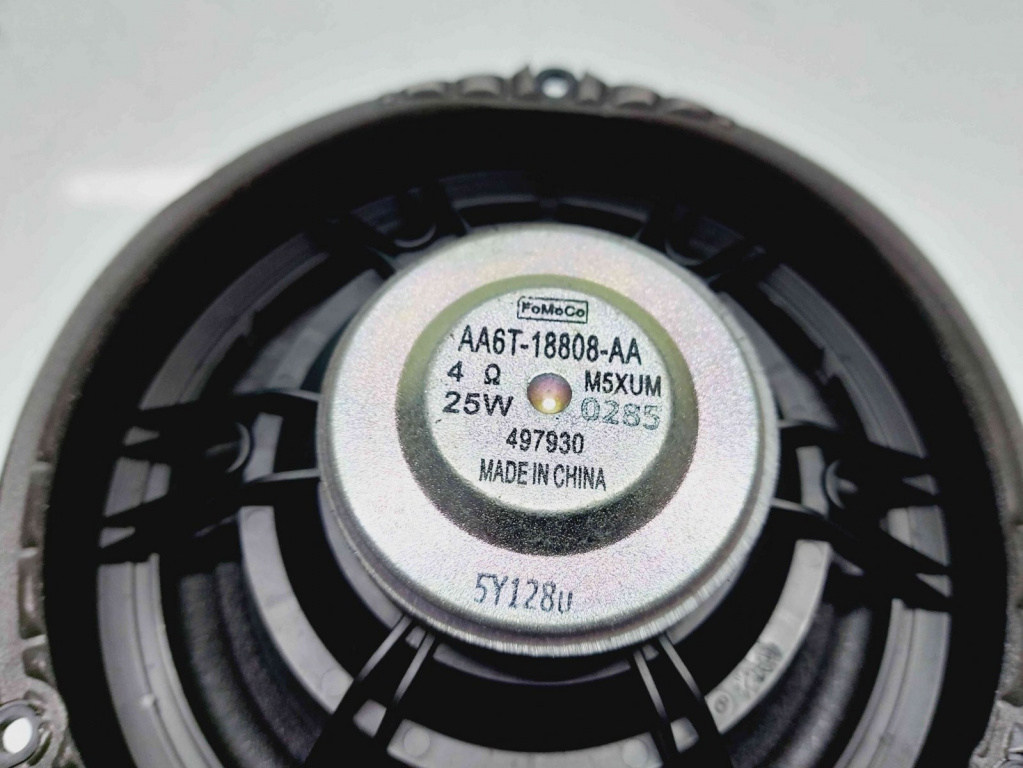 FoMoCo
AA6T-18808-AA
4 Ω M5XUM
25W 0285
497930
MADE IN CHINA
5Y128u